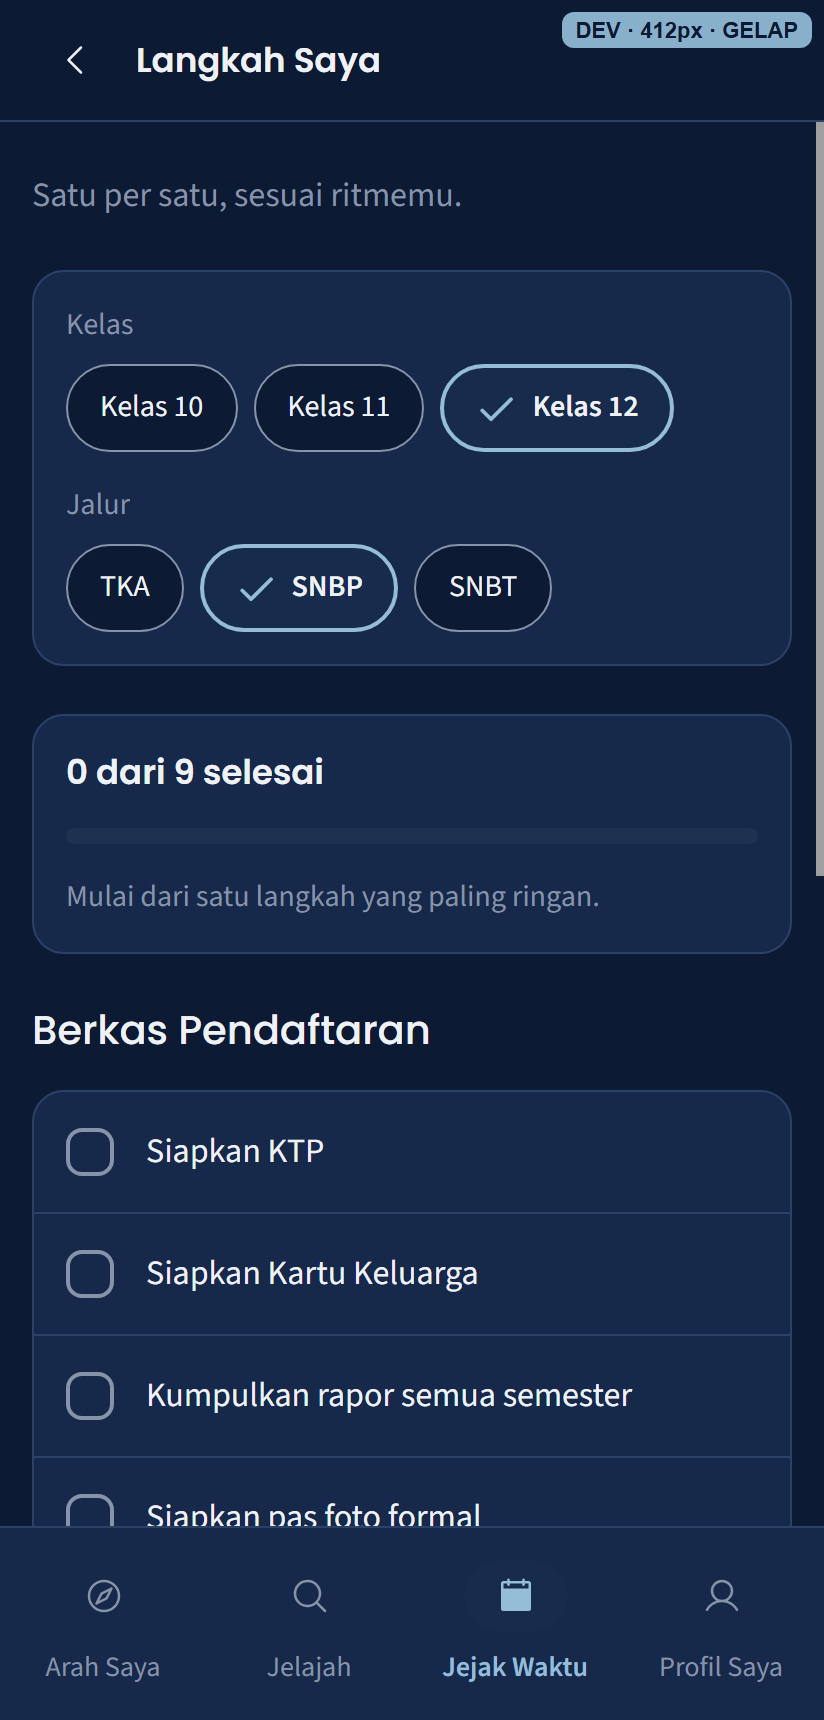 DEV · 412px · GELAP
Langkah Saya
Satu per satu, sesuai ritmemu.
Kelas
Kelas 10
Kelas 11
Kelas 12
Jalur
TKA
SNBP
SNBT
0 dari 9 selesai
Mulai dari satu langkah yang paling ringan.
Berkas Pendaftaran
Siapkan KTP
Siapkan Kartu Keluarga
Kumpulkan rapor semua semester
Siapkan pas foto formal
Arah Saya
Jelajah
Jejak Waktu
Profil Saya